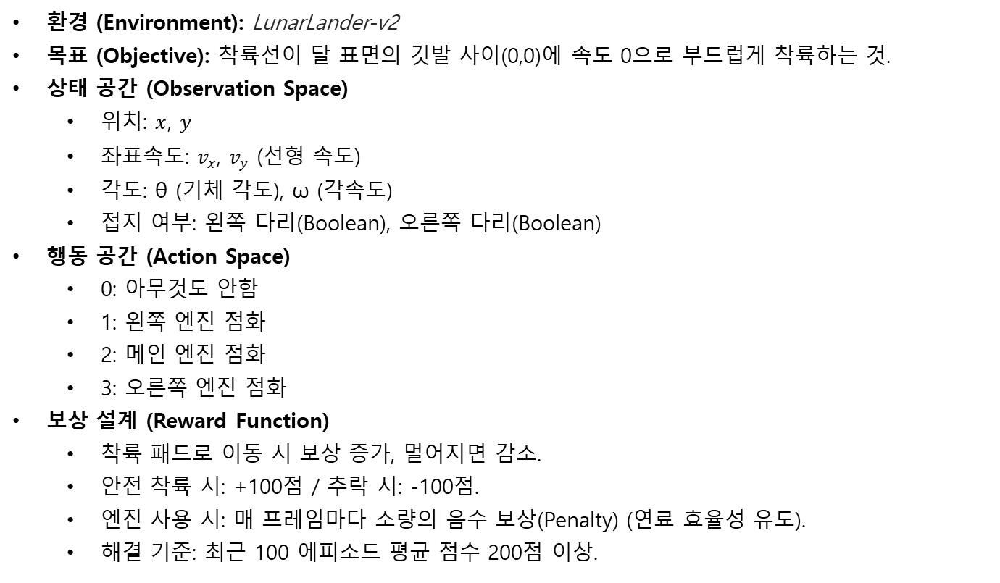 • 환경 (Environment): LunarLander-v2
• 목표 (Objective): 착륙선이 달 표면의 깃발 사이(0,0)에 속도 0으로 부드럽게 착륙하는 것.
• 상태 공간 (Observation Space)
• 위치: x, y
• 좌표속도: vₓ, v_y (선형 속도)
• 각도: θ (기체 각도), ω (각속도)
• 접지 여부: 왼쪽 다리(Boolean), 오른쪽 다리(Boolean)
• 행동 공간 (Action Space)
• 0: 아무것도 안함
• 1: 왼쪽 엔진 점화
• 2: 메인 엔진 점화
• 3: 오른쪽 엔진 점화
• 보상 설계 (Reward Function)
• 착륙 패드로 이동 시 보상 증가, 멀어지면 감소.
• 안전 착륙 시: +100점 / 추락 시: -100점.
• 엔진 사용 시: 매 프레임마다 소량의 음수 보상(Penalty) (연료 효율성 유도).
• 해결 기준: 최근 100 에피소드 평균 점수 200점 이상.